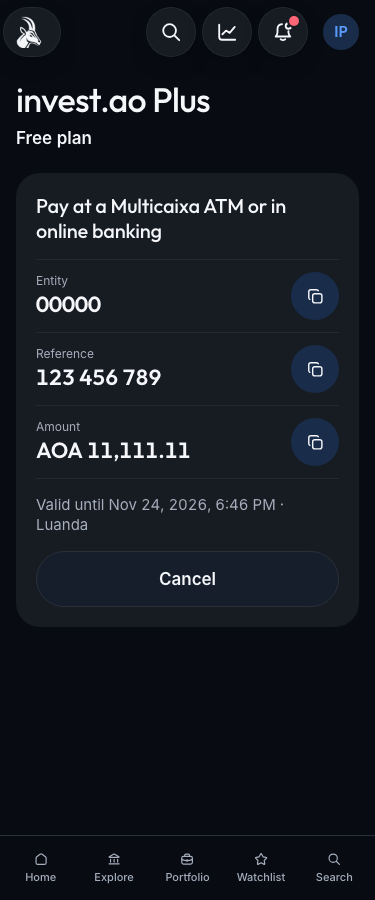 IP
invest.ao Plus
Free plan
Pay at a Multicaixa ATM or in
online banking
Entity
00000
Reference
123 456 789
Amount
AOA 11,111.11
Valid until Nov 24, 2026, 6:46 PM ·
Luanda
Cancel
Home
Explore
Portfolio
Watchlist
Search